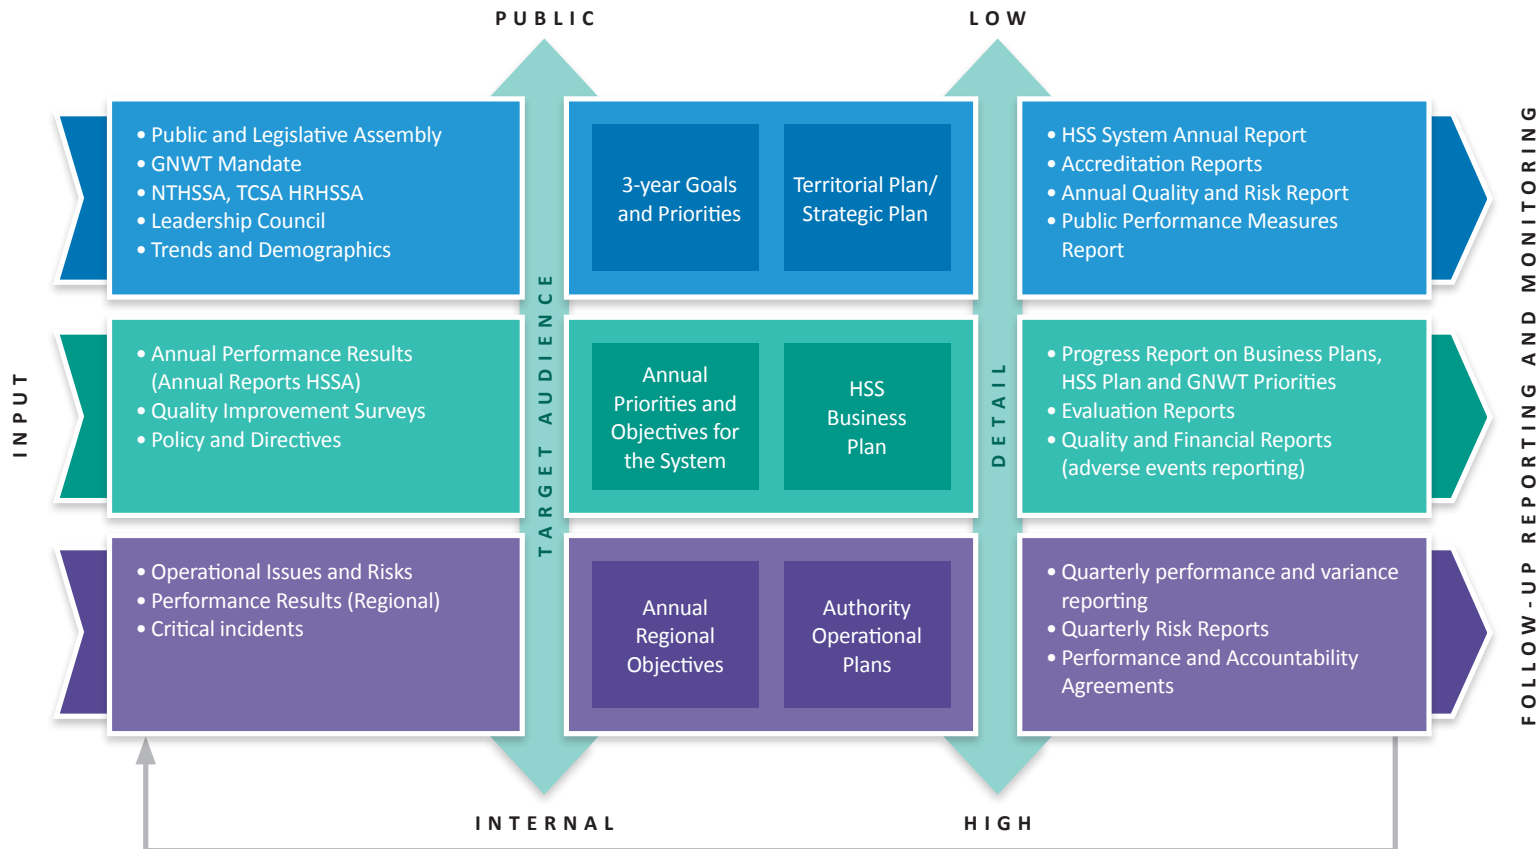 PUBLIC
LOW
INPUT
• Public and Legislative Assembly
• GNWT Mandate
• NTHSSA, TCSA HRHSSA
• Leadership Council
• Trends and Demographics
3-year Goals
and Priorities
Territorial Plan/
Strategic Plan
• HSS System Annual Report
• Accreditation Reports
• Annual Quality and Risk Report
• Public Performance Measures
Report
TARGET AUDIENCE
DETAIL
• Annual Performance Results
(Annual Reports HSSA)
• Quality Improvement Surveys
• Policy and Directives
Annual
Priorities and
Objectives for
the System
HSS
Business
Plan
• Progress Report on Business Plans,
HSS Plan and GNWT Priorities
• Evaluation Reports
• Quality and Financial Reports
(adverse events reporting)
• Operational Issues and Risks
• Performance Results (Regional)
• Critical incidents
Annual
Regional
Objectives
Authority
Operational
Plans
• Quarterly performance and variance
reporting
• Quarterly Risk Reports
• Performance and Accountability
Agreements
FOLLOW-UP REPORTING AND MONITORING
INTERNAL
HIGH